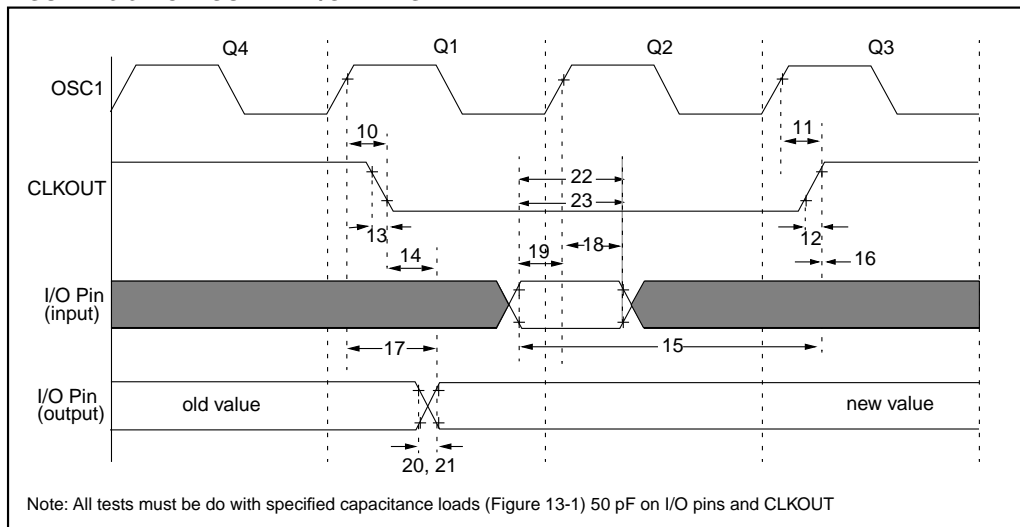 Q4 Q1 Q2 Q3
OSC1
10 11
22
CLKOUT
23
13 12
14 19 18 16
I/O Pin
(input)
17 15
I/O Pin
(output)
old value new value
20, 21
Note: All tests must be do with specified capacitance loads (Figure 13-1) 50 pF on I/O pins and CLKOUT